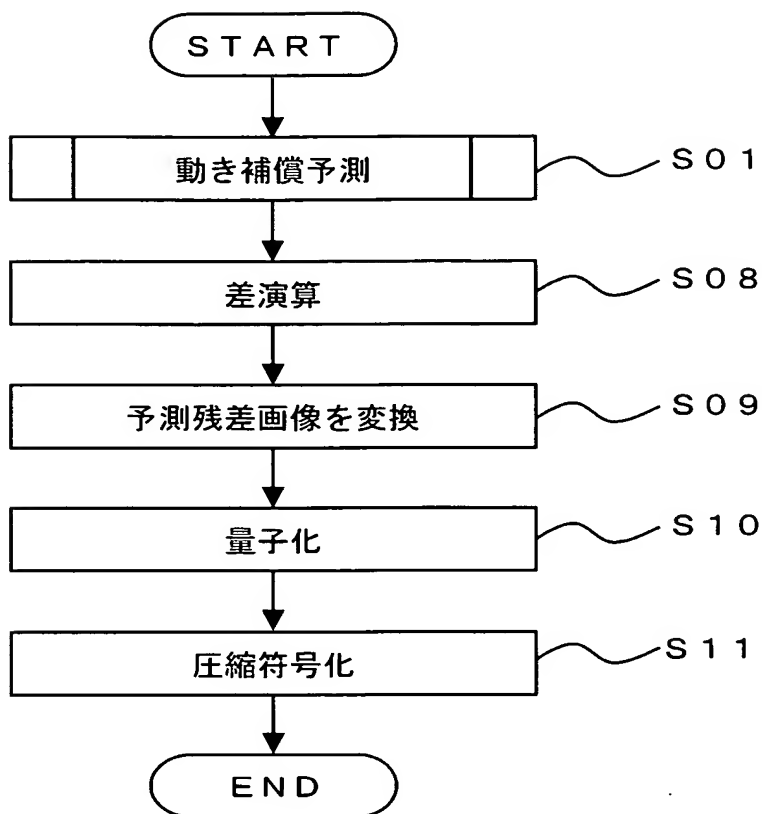 START
動き補償予測
S01
差演算
S08
予測残差画像を変換
S09
量子化
S10
圧縮符号化
S11
END